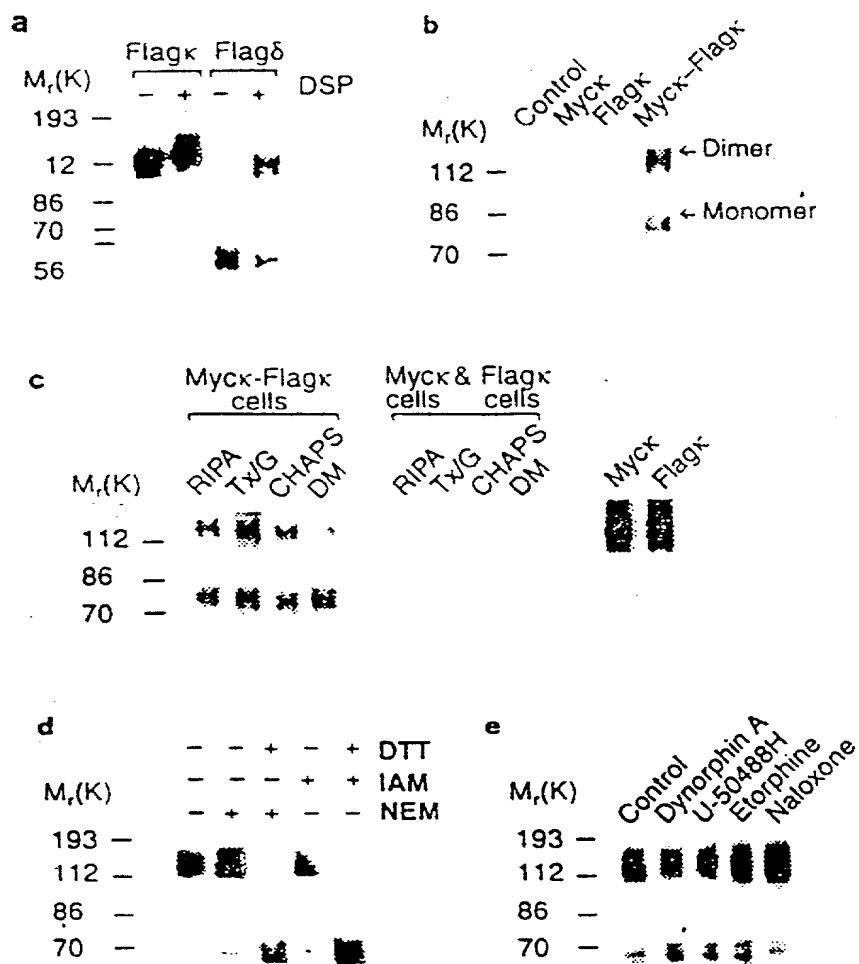 a
Flagκ Flagδ
Mr(K) – + – + DSP
193 –
12 –
86 –
70 –
56
b
Control
Mycκ
Flagκ
Mycκ–Flagκ
Mr(K)
112 –
86 –
70 –
← Dimer
← Monomer
c
Mycκ-Flagκ
cells
Mycκ & Flagκ
cells cells
RIPA
Tx/G
CHAPS
DM
RIPA
Tx/G
CHAPS
DM
Mycκ
Flagκ
Mr(K)
112 –
86 –
70 –
d
– – + – + DTT
– – – + + IAM
– + + – – NEM
Mr(K)
193 –
112 –
86 –
70 –
e
Control
Dynorphin A
U-50488H
Etorphine
Naloxone
Mr(K)
193 –
112 –
86 –
70 –